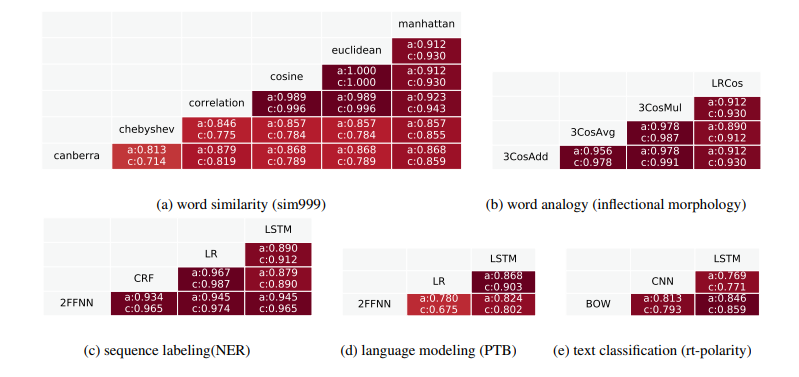 manhattan
euclidean a:0.912 c:0.930
cosine a:1.000 c:1.000 a:0.912 c:0.930
correlation a:0.989 c:0.996 a:0.989 c:0.996 a:0.923 c:0.943
chebyshev a:0.846 c:0.775 a:0.857 c:0.784 a:0.857 c:0.784 a:0.857 c:0.855
canberra a:0.813 c:0.714 a:0.879 c:0.819 a:0.868 c:0.789 a:0.868 c:0.789 a:0.868 c:0.859
(a) word similarity (sim999)
LRCos
3CosMul a:0.912 c:0.930
3CosAvg a:0.978 c:0.987 a:0.890 c:0.912
3CosAdd a:0.956 c:0.978 a:0.978 c:0.991 a:0.912 c:0.930
(b) word analogy (inflectional morphology)
LSTM
LR a:0.890 c:0.912
CRF a:0.967 c:0.987 a:0.879 c:0.890
2FFNN a:0.934 c:0.965 a:0.945 c:0.974 a:0.945 c:0.965
(c) sequence labeling(NER)
LSTM
LR a:0.868 c:0.903
2FFNN a:0.780 c:0.675 a:0.824 c:0.802
(d) language modeling (PTB)
LSTM
CNN a:0.769 c:0.771
BOW a:0.813 c:0.793 a:0.846 c:0.859
(e) text classification (rt-polarity)